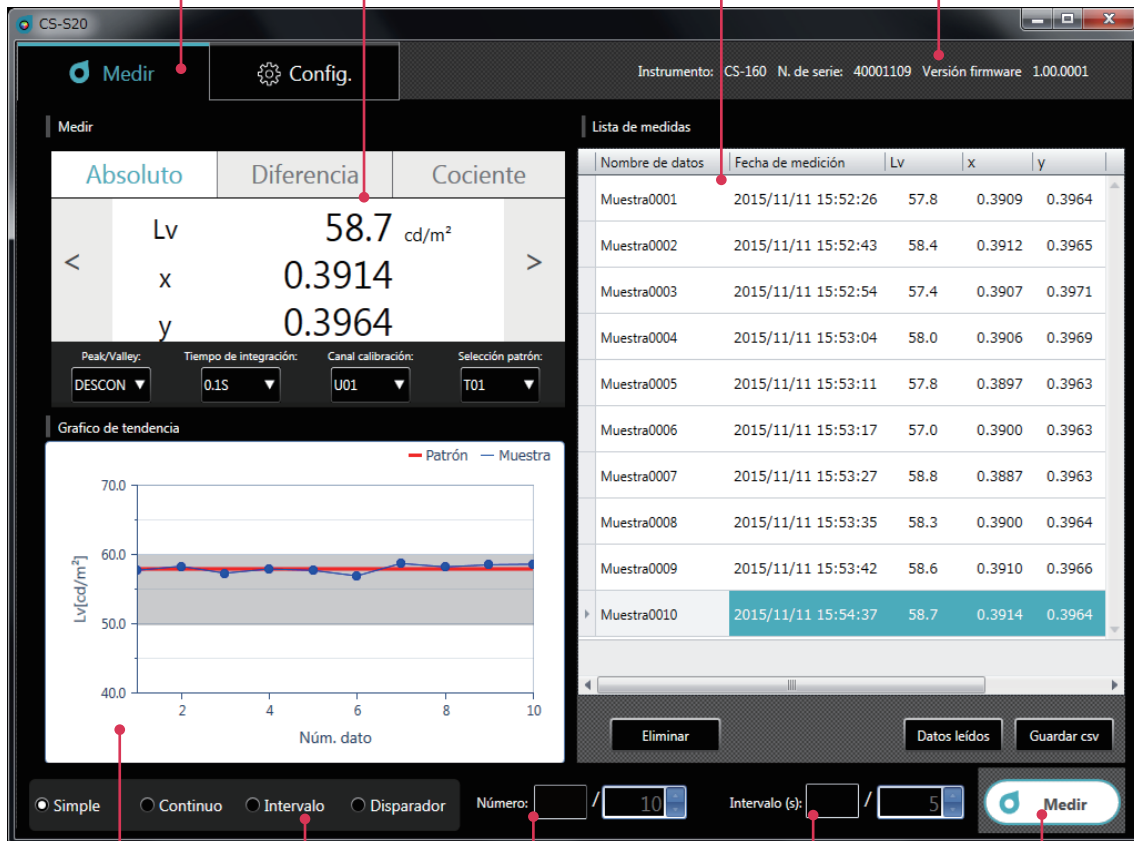 CS-S20
Medir
Config.
Instrumento: CS-160 N. de serie: 40001109 Versión firmware 1.00.0001
Medir
Absoluto Diferencia Cociente
< Lv 58.7 cd/m² >
x 0.3914
y 0.3964
Peak/Valley: Tiempo de integración: Canal calibración: Selección patrón:
DESCON 0.1S U01 T01
Grafico de tendencia
Patrón Muestra
70.0
60.0
50.0
40.0
Lv[cd/m²]
2 4 6 8 10
Núm. dato
Lista de medidas
Nombre de datos Fecha de medición Lv x y
Muestra0001 2015/11/11 15:52:26 57.8 0.3909 0.3964
Muestra0002 2015/11/11 15:52:43 58.4 0.3912 0.3965
Muestra0003 2015/11/11 15:52:54 57.4 0.3907 0.3971
Muestra0004 2015/11/11 15:53:04 58.0 0.3906 0.3969
Muestra0005 2015/11/11 15:53:11 57.8 0.3897 0.3963
Muestra0006 2015/11/11 15:53:17 57.0 0.3900 0.3963
Muestra0007 2015/11/11 15:53:27 58.8 0.3887 0.3963
Muestra0008 2015/11/11 15:53:35 58.3 0.3900 0.3964
Muestra0009 2015/11/11 15:53:42 58.6 0.3910 0.3966
Muestra0010 2015/11/11 15:54:37 58.7 0.3914 0.3964
Eliminar Datos leídos Guardar csv
Simple Continuo Intervalo Disparador Número: / 10 Intervalo (s): / 5 Medir